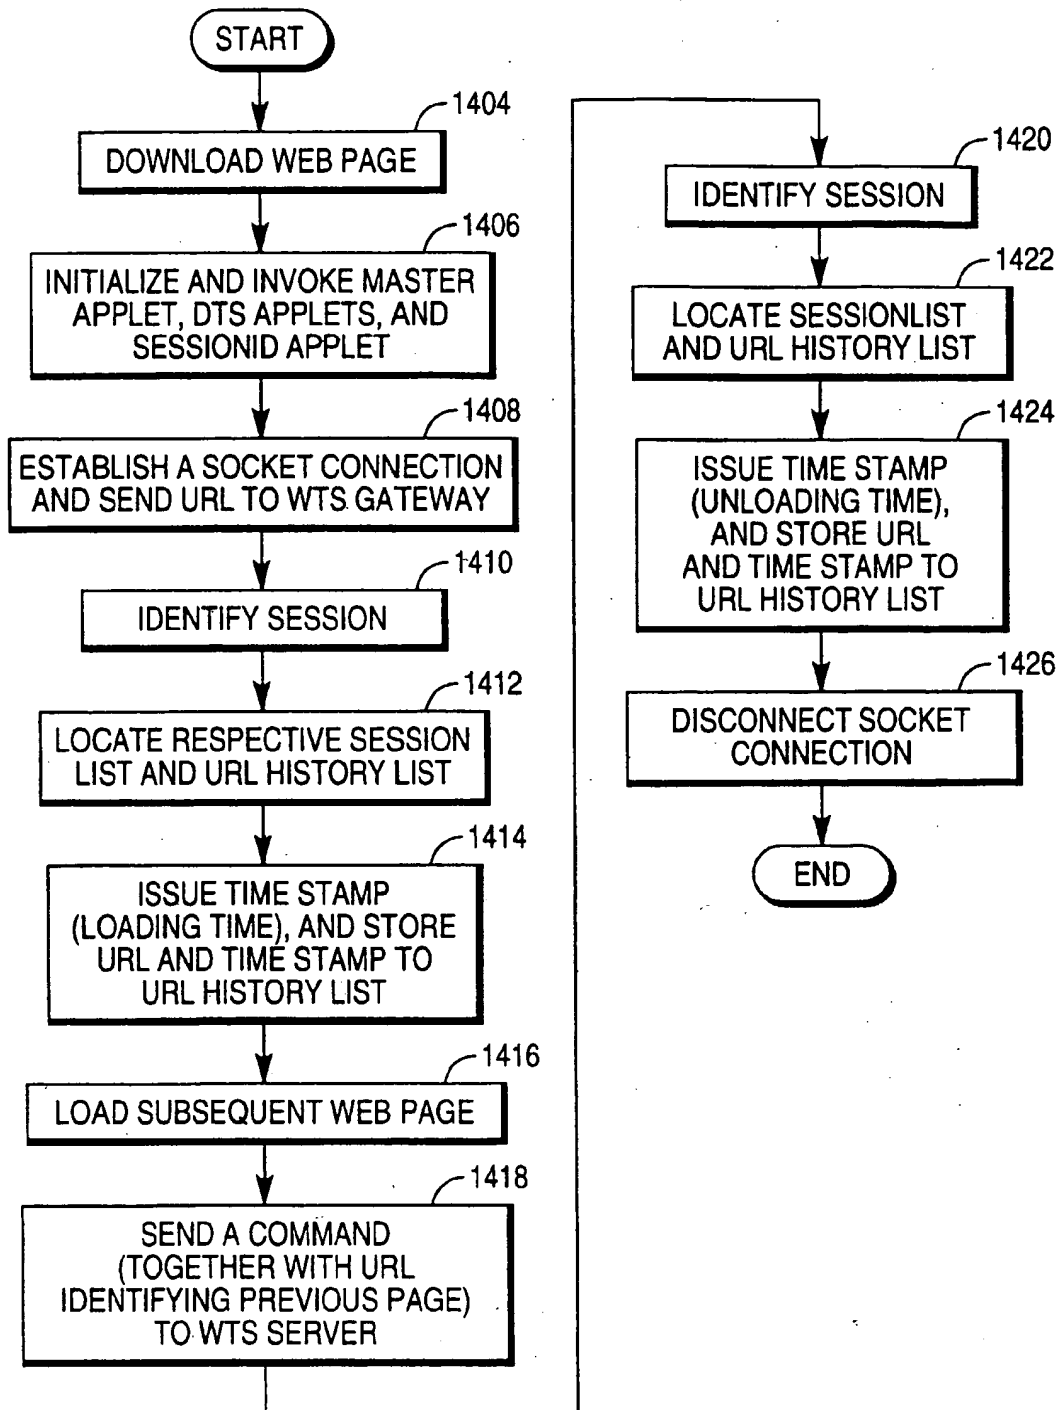 START
1404
DOWNLOAD WEB PAGE
1406
INITIALIZE AND INVOKE MASTER
APPLET, DTS APPLETS, AND
SESSIONID APPLET
1408
ESTABLISH A SOCKET CONNECTION
AND SEND URL TO WTS GATEWAY
1410
IDENTIFY SESSION
1412
LOCATE RESPECTIVE SESSION
LIST AND URL HISTORY LIST
1414
ISSUE TIME STAMP
(LOADING TIME), AND STORE
URL AND TIME STAMP TO
URL HISTORY LIST
1416
LOAD SUBSEQUENT WEB PAGE
1418
SEND A COMMAND
(TOGETHER WITH URL
IDENTIFYING PREVIOUS PAGE)
TO WTS SERVER
1420
IDENTIFY SESSION
1422
LOCATE SESSIONLIST
AND URL HISTORY LIST
1424
ISSUE TIME STAMP
(UNLOADING TIME),
AND STORE URL
AND TIME STAMP TO
URL HISTORY LIST
1426
DISCONNECT SOCKET
CONNECTION
END